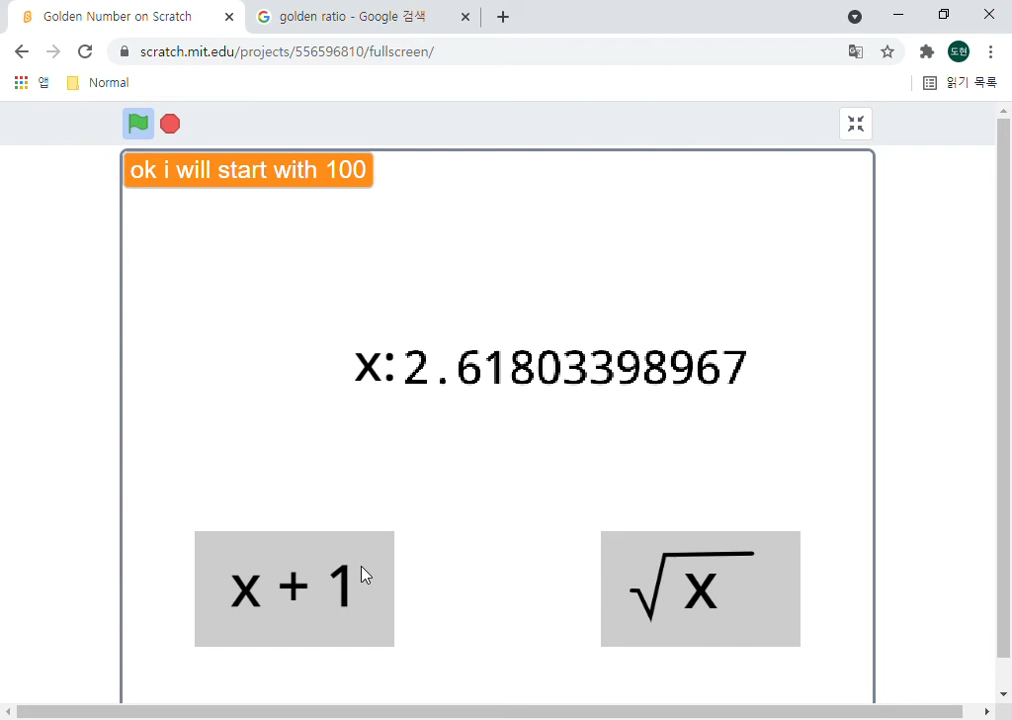 Golden Number on Scratch
golden ratio - Google 검색
scratch.mit.edu/projects/556596810/fullscreen/
도현
앱
Normal
읽기 목록
ok i will start with 100
x:2.61803398967
x + 1
√x